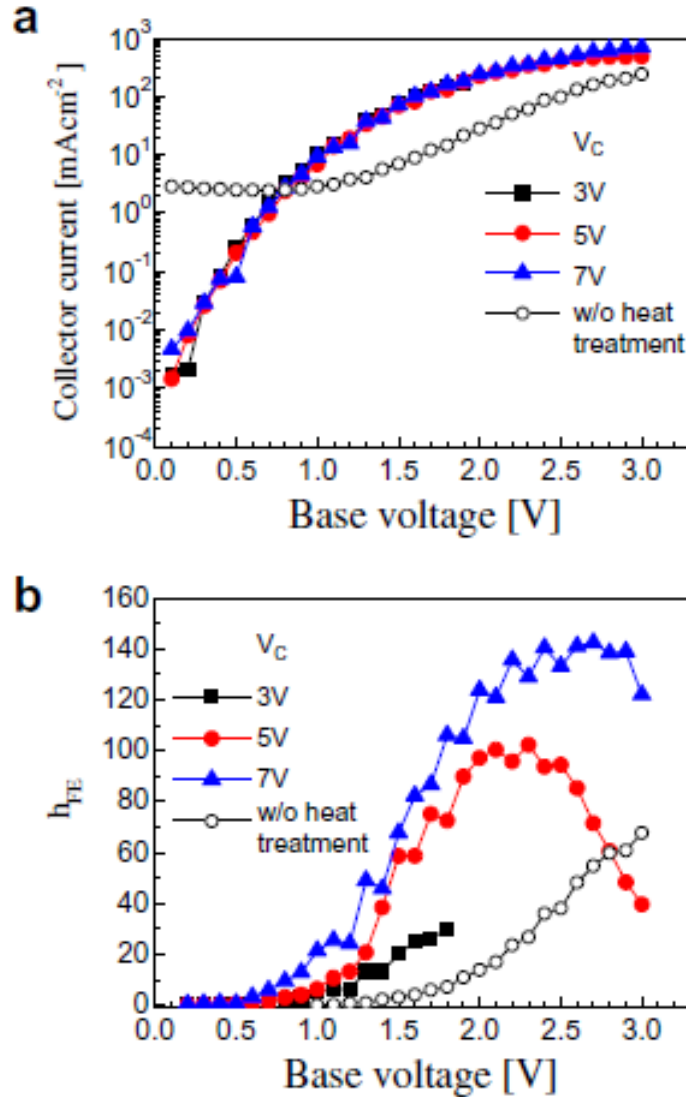 a
Collector current [mAcm⁻²]
10³
10²
10¹
10⁰
10⁻¹
10⁻²
10⁻³
10⁻⁴
V_C
3V
5V
7V
w/o heat
treatment
0.0 0.5 1.0 1.5 2.0 2.5 3.0
Base voltage [V]
b
h_FE
160
140
120
100
80
60
40
20
0
V_C
3V
5V
7V
w/o heat
treatment
0.0 0.5 1.0 1.5 2.0 2.5 3.0
Base voltage [V]